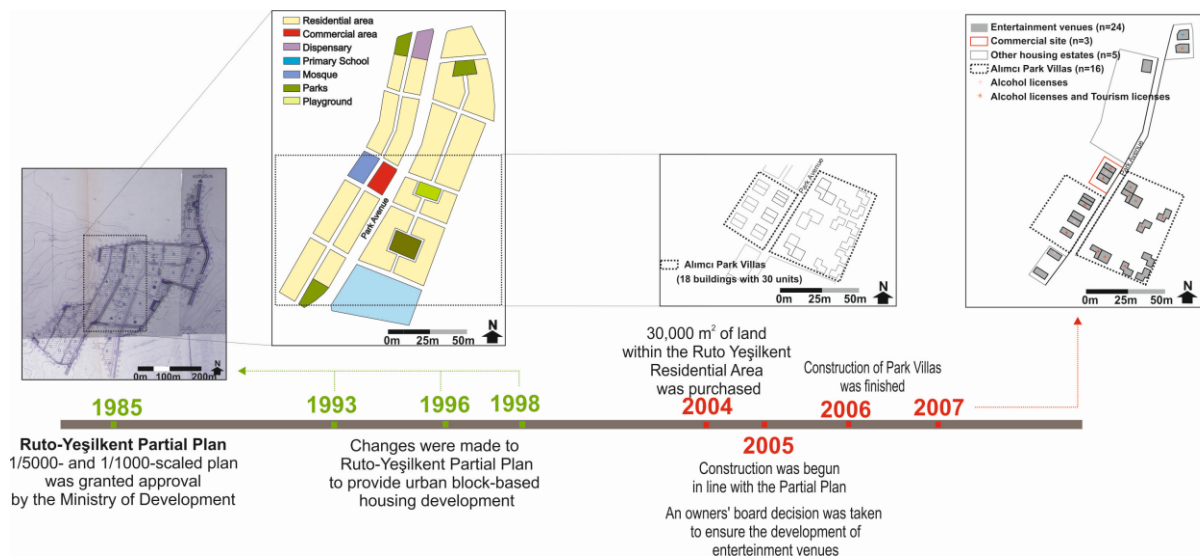 Residential area
Commercial area
Dispensary
Primary School
Mosque
Parks
Playground
Park Avenue
N
0m 25m 50m
Entertainment venues (n=24)
Commercial site (n=3)
Other housing estates (n=5)
Alımcı Park Villas (n=16)
Alcohol licenses
Alcohol licenses and Tourism licenses
Park Avenue
N
0m 25m 50m
Park Avenue
Alımcı Park Villas
(18 buildings with 30 units)
N
0m 25m 50m
N
0m 100m 200m
30,000 m² of land
within the Ruto Yeşilkent
Residential Area
was purchased
Construction of Park Villas
was finished
1985
1993
1996
1998
2004
2006
2007
2005
Ruto-Yeşilkent Partial Plan
1/5000- and 1/1000-scaled plan
was granted approval
by the Ministry of Development
Changes were made to
Ruto-Yeşilkent Partial Plan
to provide urban block-based
housing development
Construction was begun
in line with the Partial Plan
An owners' board decision was taken
to ensure the development of
enterteinment venues